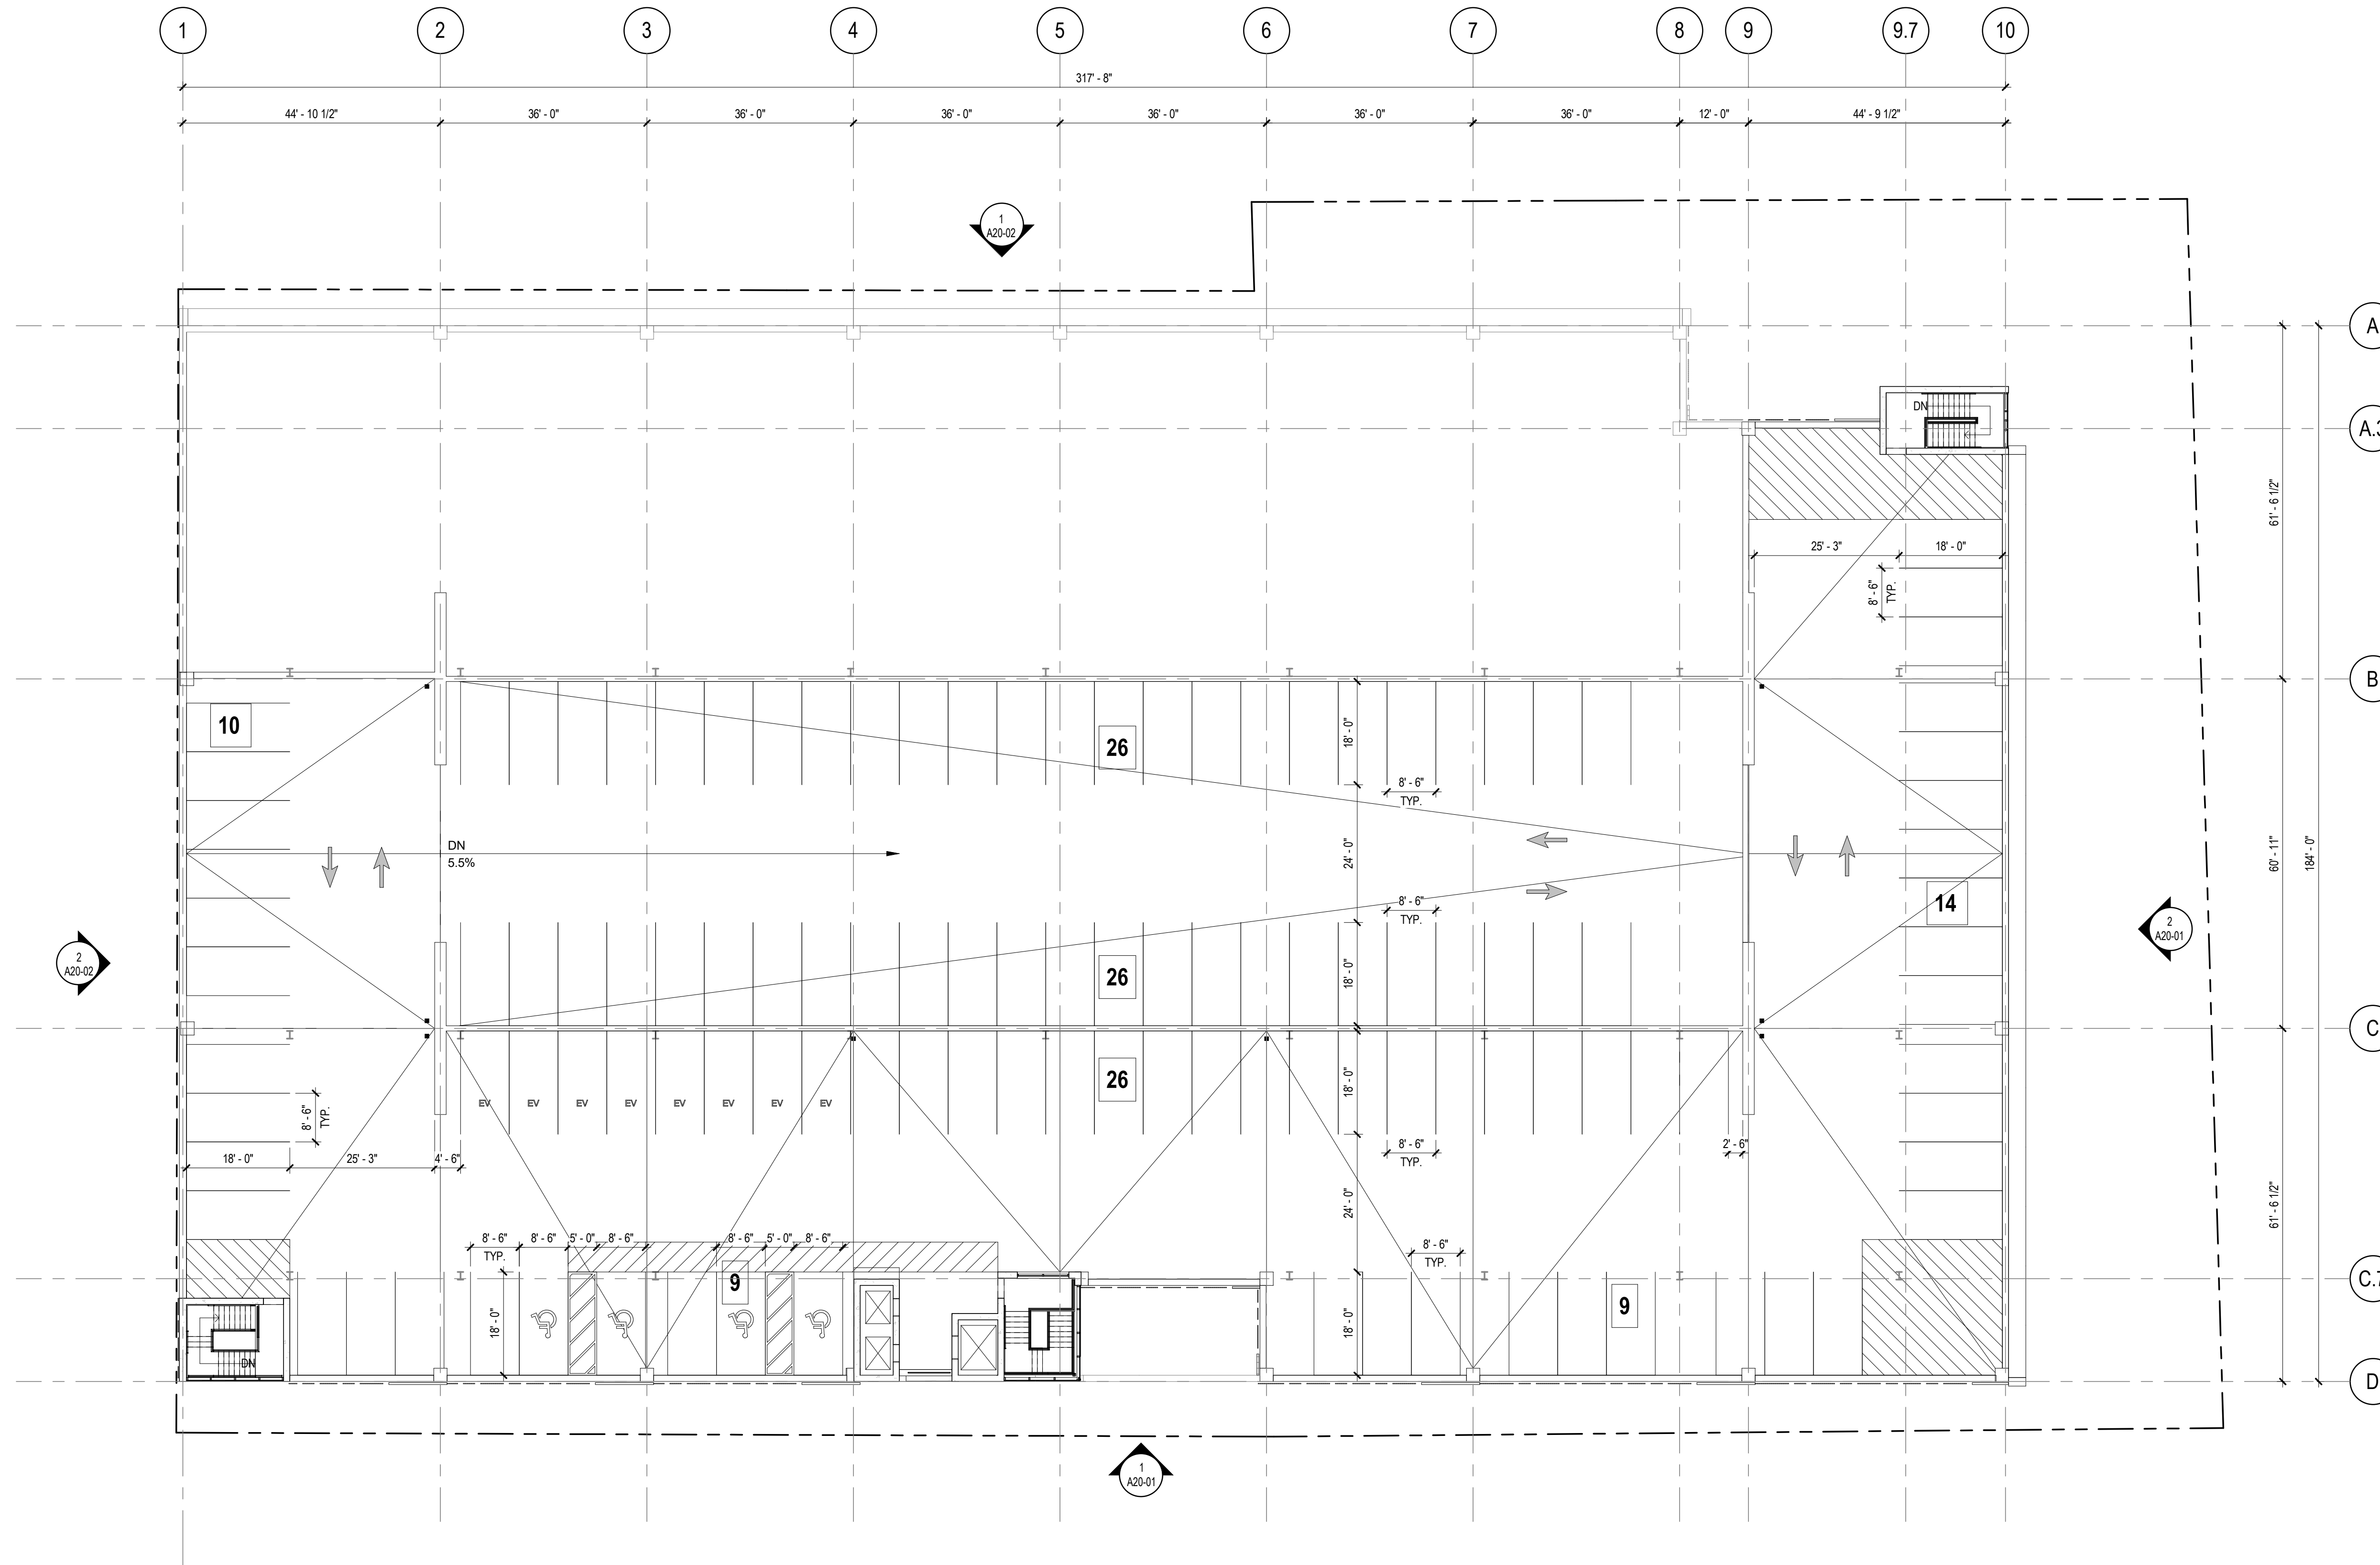 1 2 3 4 5 6 7 8 9 9.7 10
317' - 8"
44' - 10 1/2" 36' - 0" 36' - 0" 36' - 0" 36' - 0" 36' - 0" 36' - 0" 12' - 0" 44' - 9 1/2"
1
A20-02
A
DN
A.3
61' - 6 1/2"
25' - 3" 18' - 0"
8' - 6"
TYP.
B
10
26
18' - 0"
8' - 6"
TYP.
DN
5.5%
24' - 0"
60' - 11"
184' - 0"
8' - 6"
TYP.
14
2
A20-02
2
A20-01
26
18' - 0"
C
26
18' - 0"
EV EV EV EV EV EV EV EV
8' - 6"
TYP.
8' - 6"
TYP.
2' - 6"
18' - 0" 25' - 3" 4' - 6"
24' - 0"
61' - 6 1/2"
8' - 6" 8' - 6" 5' - 0" 8' - 6" 8' - 6" 5' - 0" 8' - 6"
TYP.
8' - 6"
TYP.
C.7
9
9
18' - 0"
18' - 0"
DN
D
1
A20-01